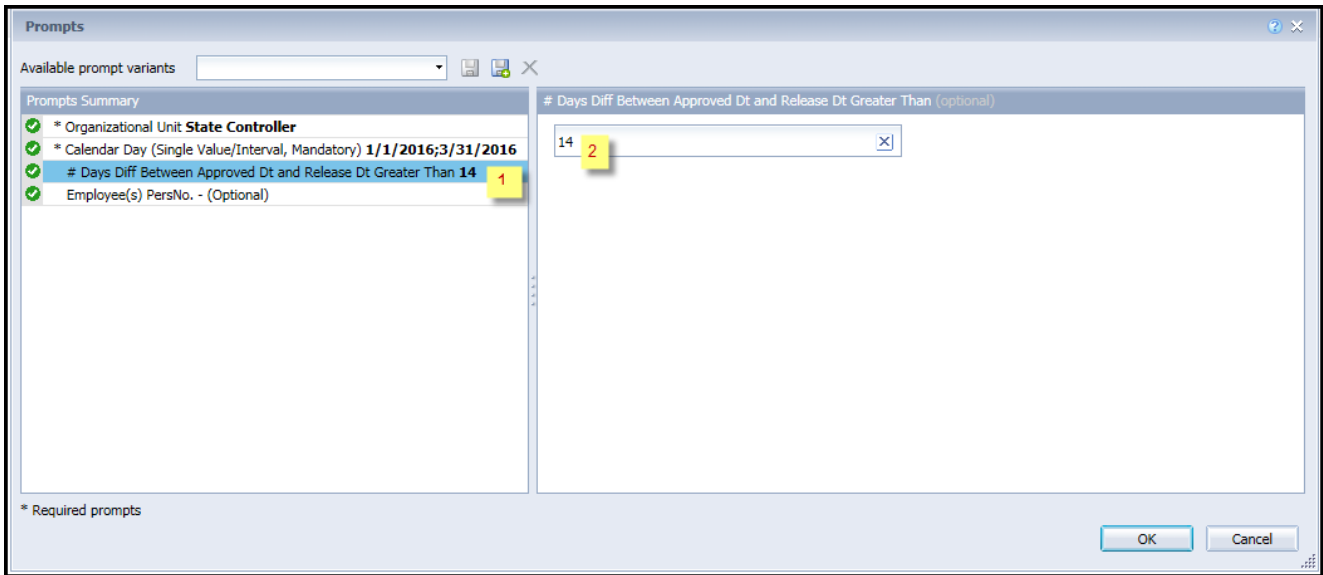 Prompts
Available prompt variants
Prompts Summary
* Organizational Unit State Controller
* Calendar Day (Single Value/Interval, Mandatory) 1/1/2016;3/31/2016
# Days Diff Between Approved Dt and Release Dt Greater Than 14
1
Employee(s) PersNo. - (Optional)
# Days Diff Between Approved Dt and Release Dt Greater Than (optional)
14
2
* Required prompts
OK
Cancel